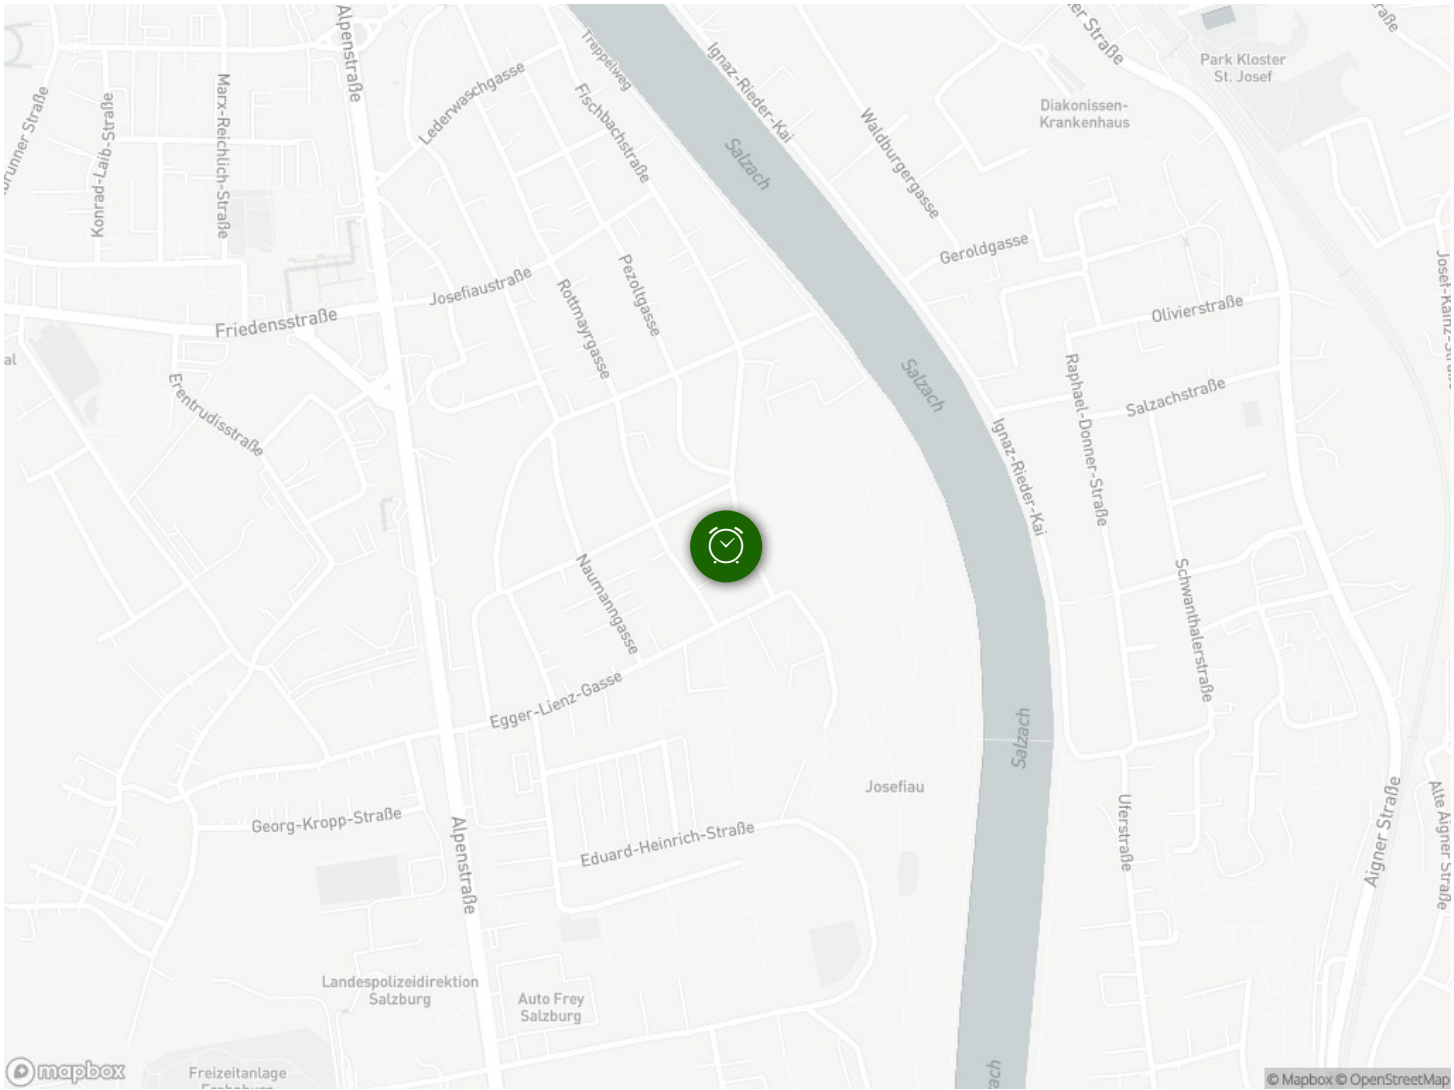 Alpenstraße
Treppelweg
Ignaz-Rieder-Kai
Park Kloster
St. Josef
Diakonissen-
Krankenhaus
Lederwaschgasse
Fischbachstraße
Marx-Reichlich-Straße
Konrad-Laib-Straße
Salzach
Waldburgergasse
Geroldgasse
Josefiaustraße
Pezoltgasse
Rottmayrgasse
Friedensstraße
Olivierstraße
Erentrudisstraße
Salzach
Raphael-Donner-Straße
Salzachstraße
Ignaz-Rieder-Kai
Naumanngasse
Schwanthalerstraße
Egger-Lienz-Gasse
Salzach
Josefiau
Georg-Kropp-Straße
Alpenstraße
Eduard-Heinrich-Straße
Uferstraße
Aigner Straße
Alte Aigner Straße
Landespolizeidirektion
Salzburg
Auto Frey
Salzburg
Freizeitanlage
mapbox
© Mapbox © OpenStreetMap